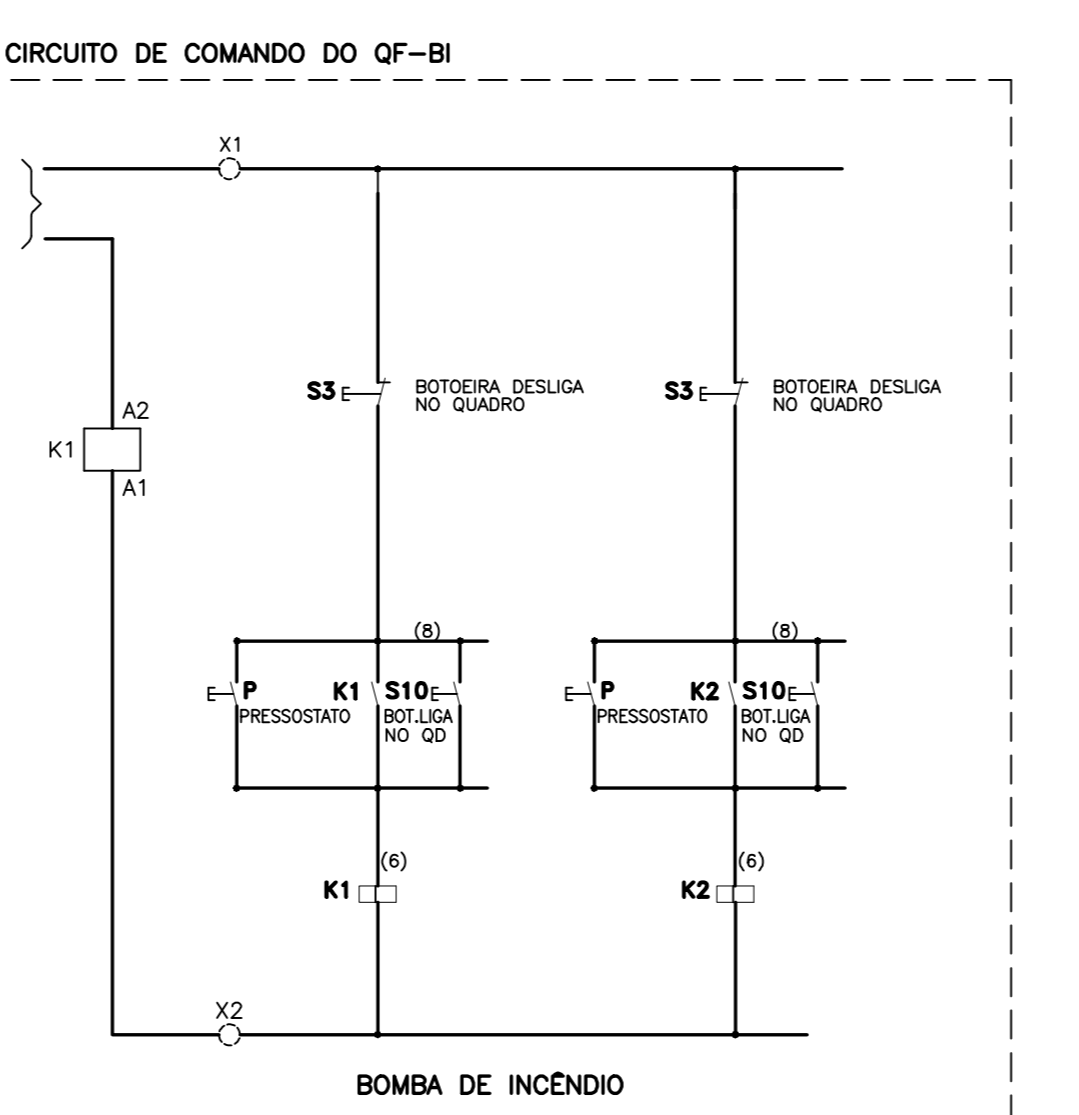 CIRCUITO DE COMANDO DO QF-BI
X1
S3
BOTOEIRA DESLIGA
NO QUADRO
S3
BOTOEIRA DESLIGA
NO QUADRO
A2
K1
A1
(8)
(8)
P
K1
S10
P
K2
S10
PRESSOSTATO
BOT.LIGA
NO QD
PRESSOSTATO
BOT.LIGA
NO QD
(6)
(6)
K1
K2
X2
BOMBA DE INCÊNDIO